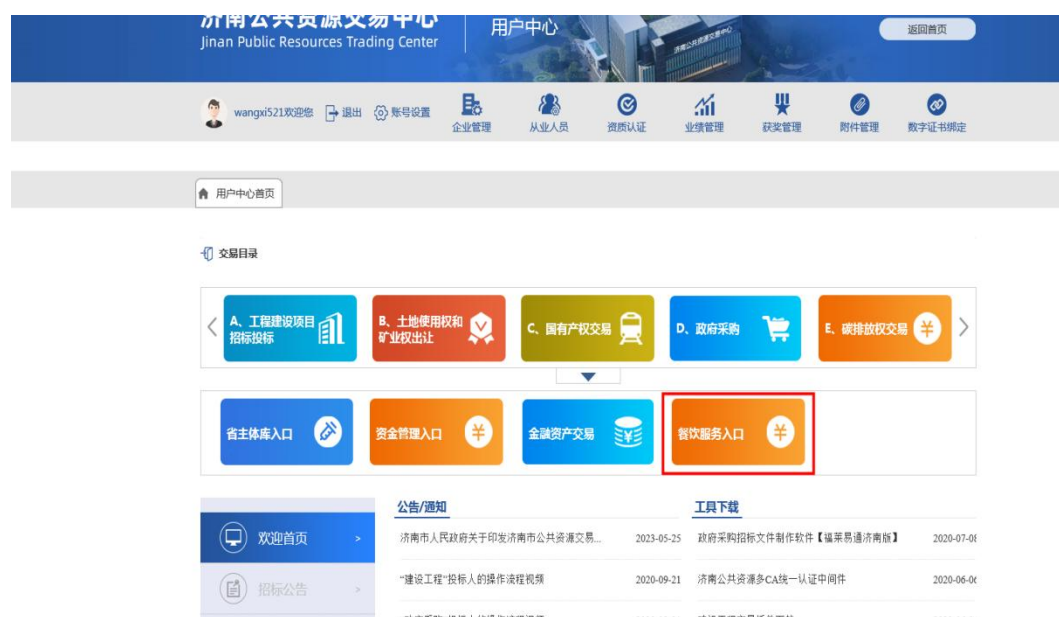 济南公共资源交易中心
Jinan Public Resources Trading Center
用户中心
返回首页
wangxi521欢迎您 退出 账号设置
企业管理 从业人员 资质认证 业绩管理 获奖管理 附件管理 数字证书绑定
用户中心首页
交易目录
A、工程建设项目
招标投标
B、土地使用权和
矿业权出让
C、国有产权交易
D、政府采购
E、碳排放权交易
省主体库入口
资金管理入口
金融资产交易
餐饮服务入口
欢迎首页 >
招标公告 >
公告/通知
济南市人民政府关于印发济南市公共资源交易... 2023-05-25
“建设工程”投标人的操作流程视频 2020-09-21
工具下载
政府采购招标文件制作软件【福莱易通济南版】 2020-07-08
济南公共资源多CA统一认证中间件 2020-06-06